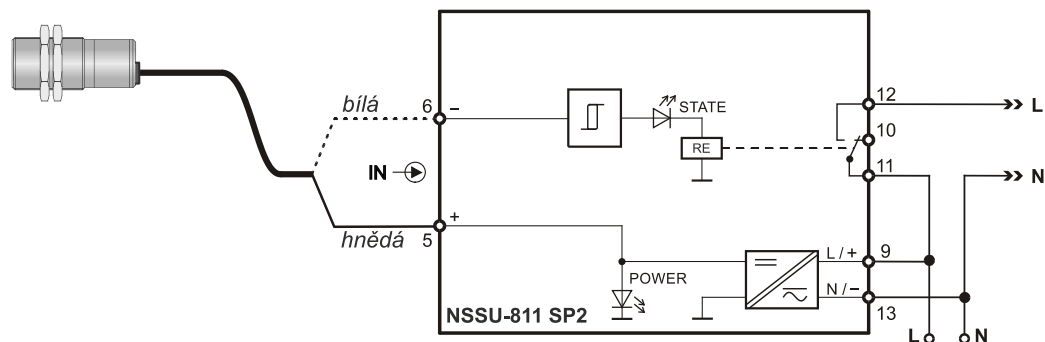 bílá
6
−
STATE
12
L
10
RE
IN
11
N
+
hnědá
5
L/+
9
POWER
N/−
13
NSSU-811 SP2
L
N